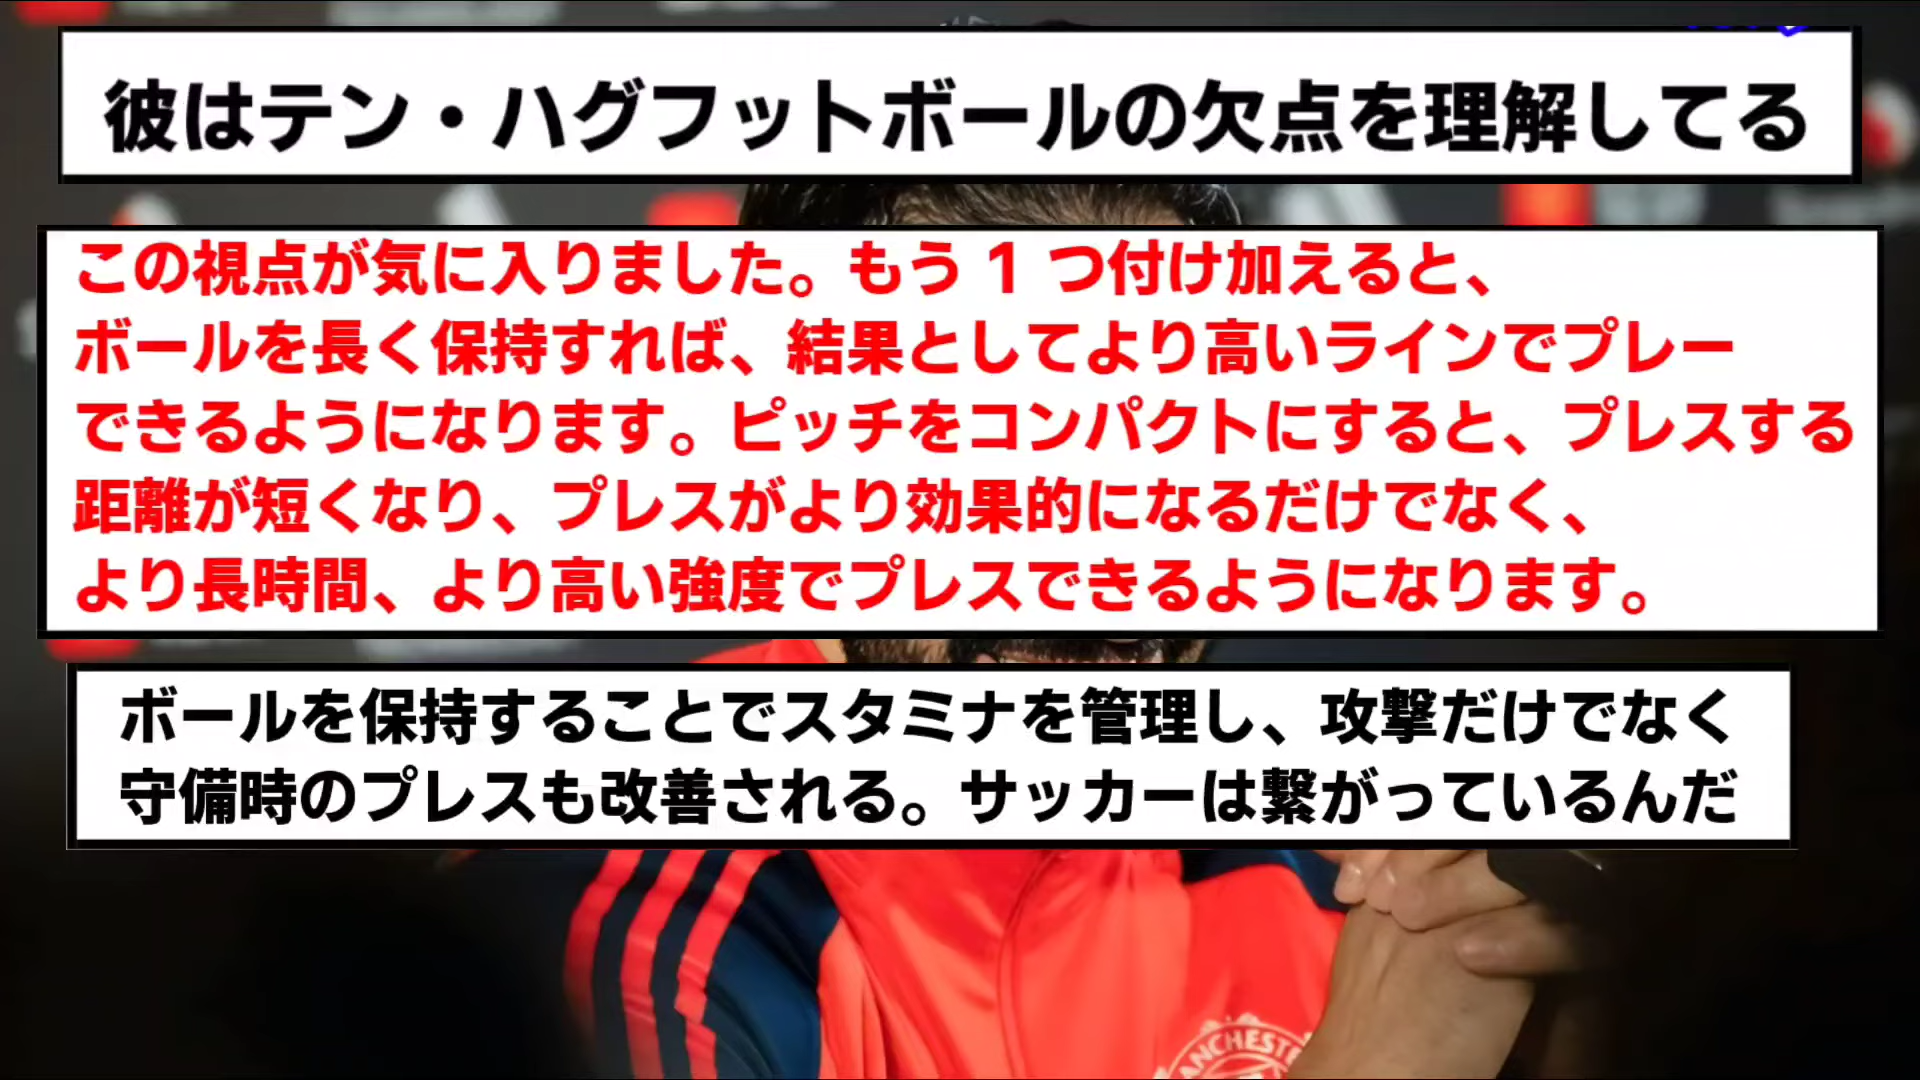 彼はテン・ハグフットボールの欠点を理解してる
この視点が気に入りました。もう 1 つ付け加えると、
ボールを長く保持すれば、結果としてより高いラインでプレー
できるようになります。ピッチをコンパクトにすると、プレスする
距離が短くなり、プレスがより効果的になるだけでなく、
より長時間、より高い強度でプレスできるようになります。
ボールを保持することでスタミナを管理し、攻撃だけでなく
守備時のプレスも改善される。サッカーは繋がっているんだ